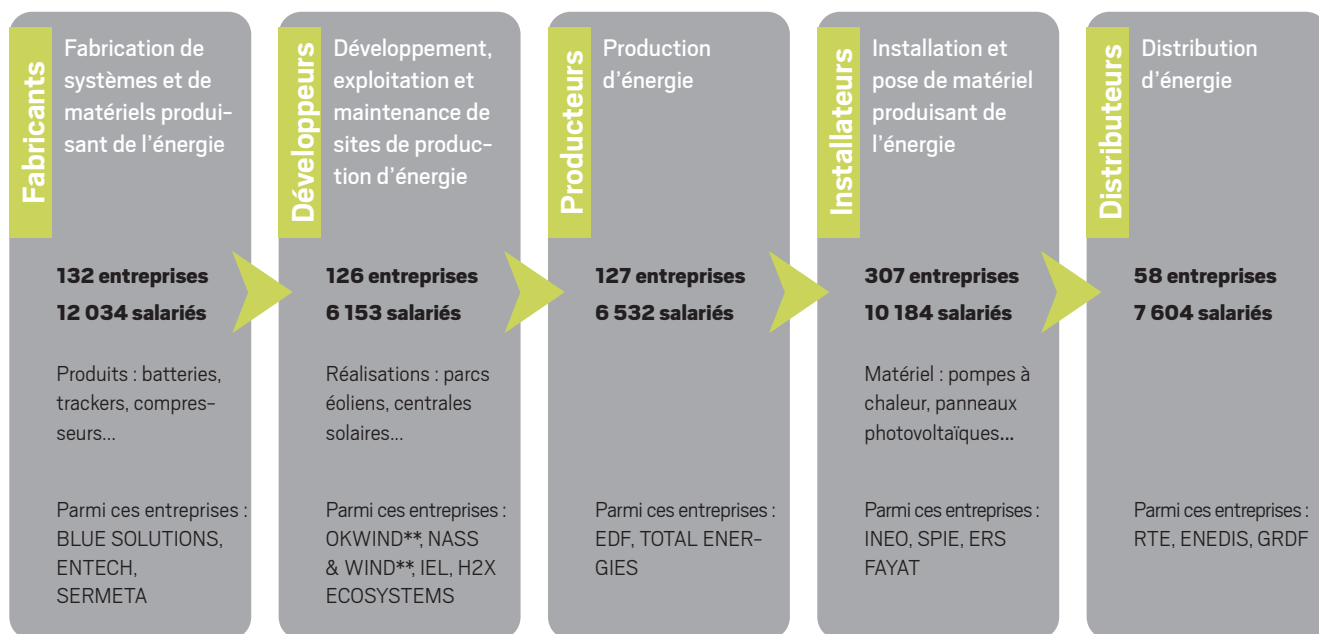 Fabricants
Fabrication de
systèmes et de
matériels produi-
sant de l'énergie
132 entreprises
12 034 salariés
Produits : batteries,
trackers, compres-
seurs...
Parmi ces entreprises :
BLUE SOLUTIONS,
ENTECH,
SERMETA
Développeurs
Développement,
exploitation et
maintenance de
sites de produc-
tion d'énergie
126 entreprises
6 153 salariés
Réalisations : parcs
éoliens, centrales
solaires...
Parmi ces entreprises :
OKWIND**, NASS
& WIND**, IEL, H2X
ECOSYSTEMS
Producteurs
Production
d'énergie
127 entreprises
6 532 salariés
Parmi ces entreprises :
EDF, TOTAL ENER-
GIES
Installateurs
Installation et
pose de matériel
produisant de
l'énergie
307 entreprises
10 184 salariés
Matériel : pompes à
chaleur, panneaux
photovoltaïques...
Parmi ces entreprises :
INEO, SPIE, ERS
FAYAT
Distributeurs
Distribution
d'énergie
58 entreprises
7 604 salariés
Parmi ces entreprises :
RTE, ENEDIS, GRDF